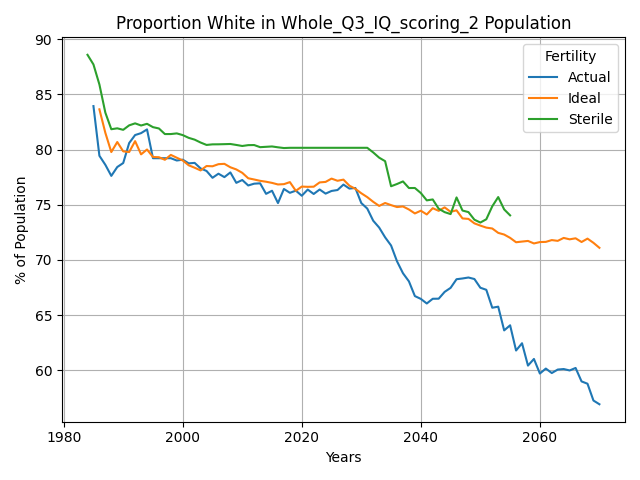 Proportion White in Whole_Q3_IQ_scoring_2 Population
% of Population
90
85
80
75
70
65
60
Fertility
Actual
Ideal
Sterile
1980
2000
2020
2040
2060
Years